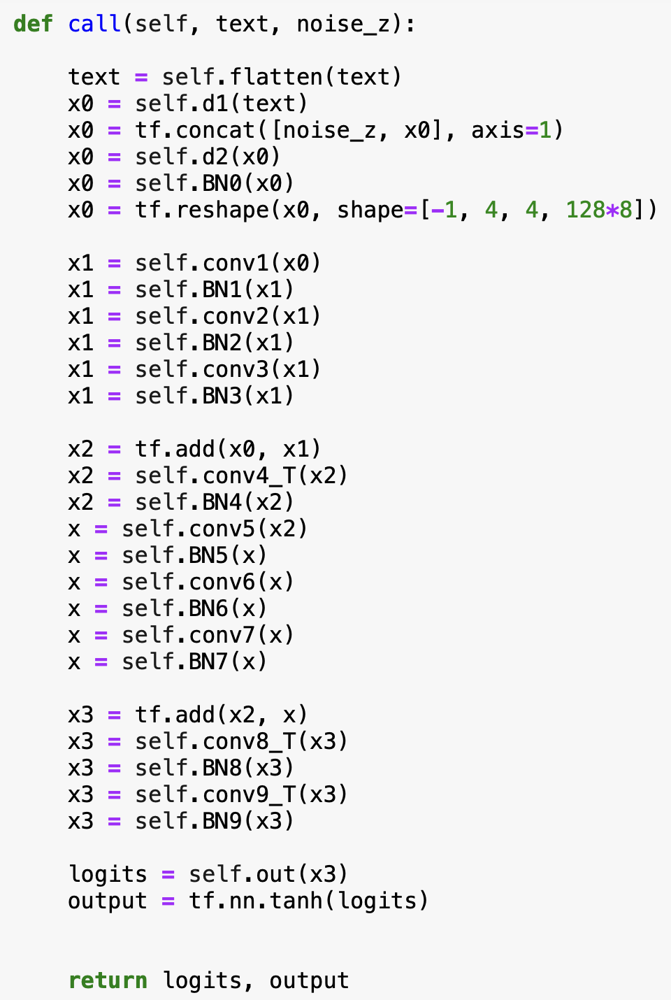 def call(self, text, noise_z):
text = self.flatten(text)
x0 = self.d1(text)
x0 = tf.concat([noise_z, x0], axis=1)
x0 = self.d2(x0)
x0 = self.BN0(x0)
x0 = tf.reshape(x0, shape=[-1, 4, 4, 128*8])
x1 = self.conv1(x0)
x1 = self.BN1(x1)
x1 = self.conv2(x1)
x1 = self.BN2(x1)
x1 = self.conv3(x1)
x1 = self.BN3(x1)
x2 = tf.add(x0, x1)
x2 = self.conv4_T(x2)
x2 = self.BN4(x2)
x = self.conv5(x2)
x = self.BN5(x)
x = self.conv6(x)
x = self.BN6(x)
x = self.conv7(x)
x = self.BN7(x)
x3 = tf.add(x2, x)
x3 = self.conv8_T(x3)
x3 = self.BN8(x3)
x3 = self.conv9_T(x3)
x3 = self.BN9(x3)
logits = self.out(x3)
output = tf.nn.tanh(logits)
return logits, output